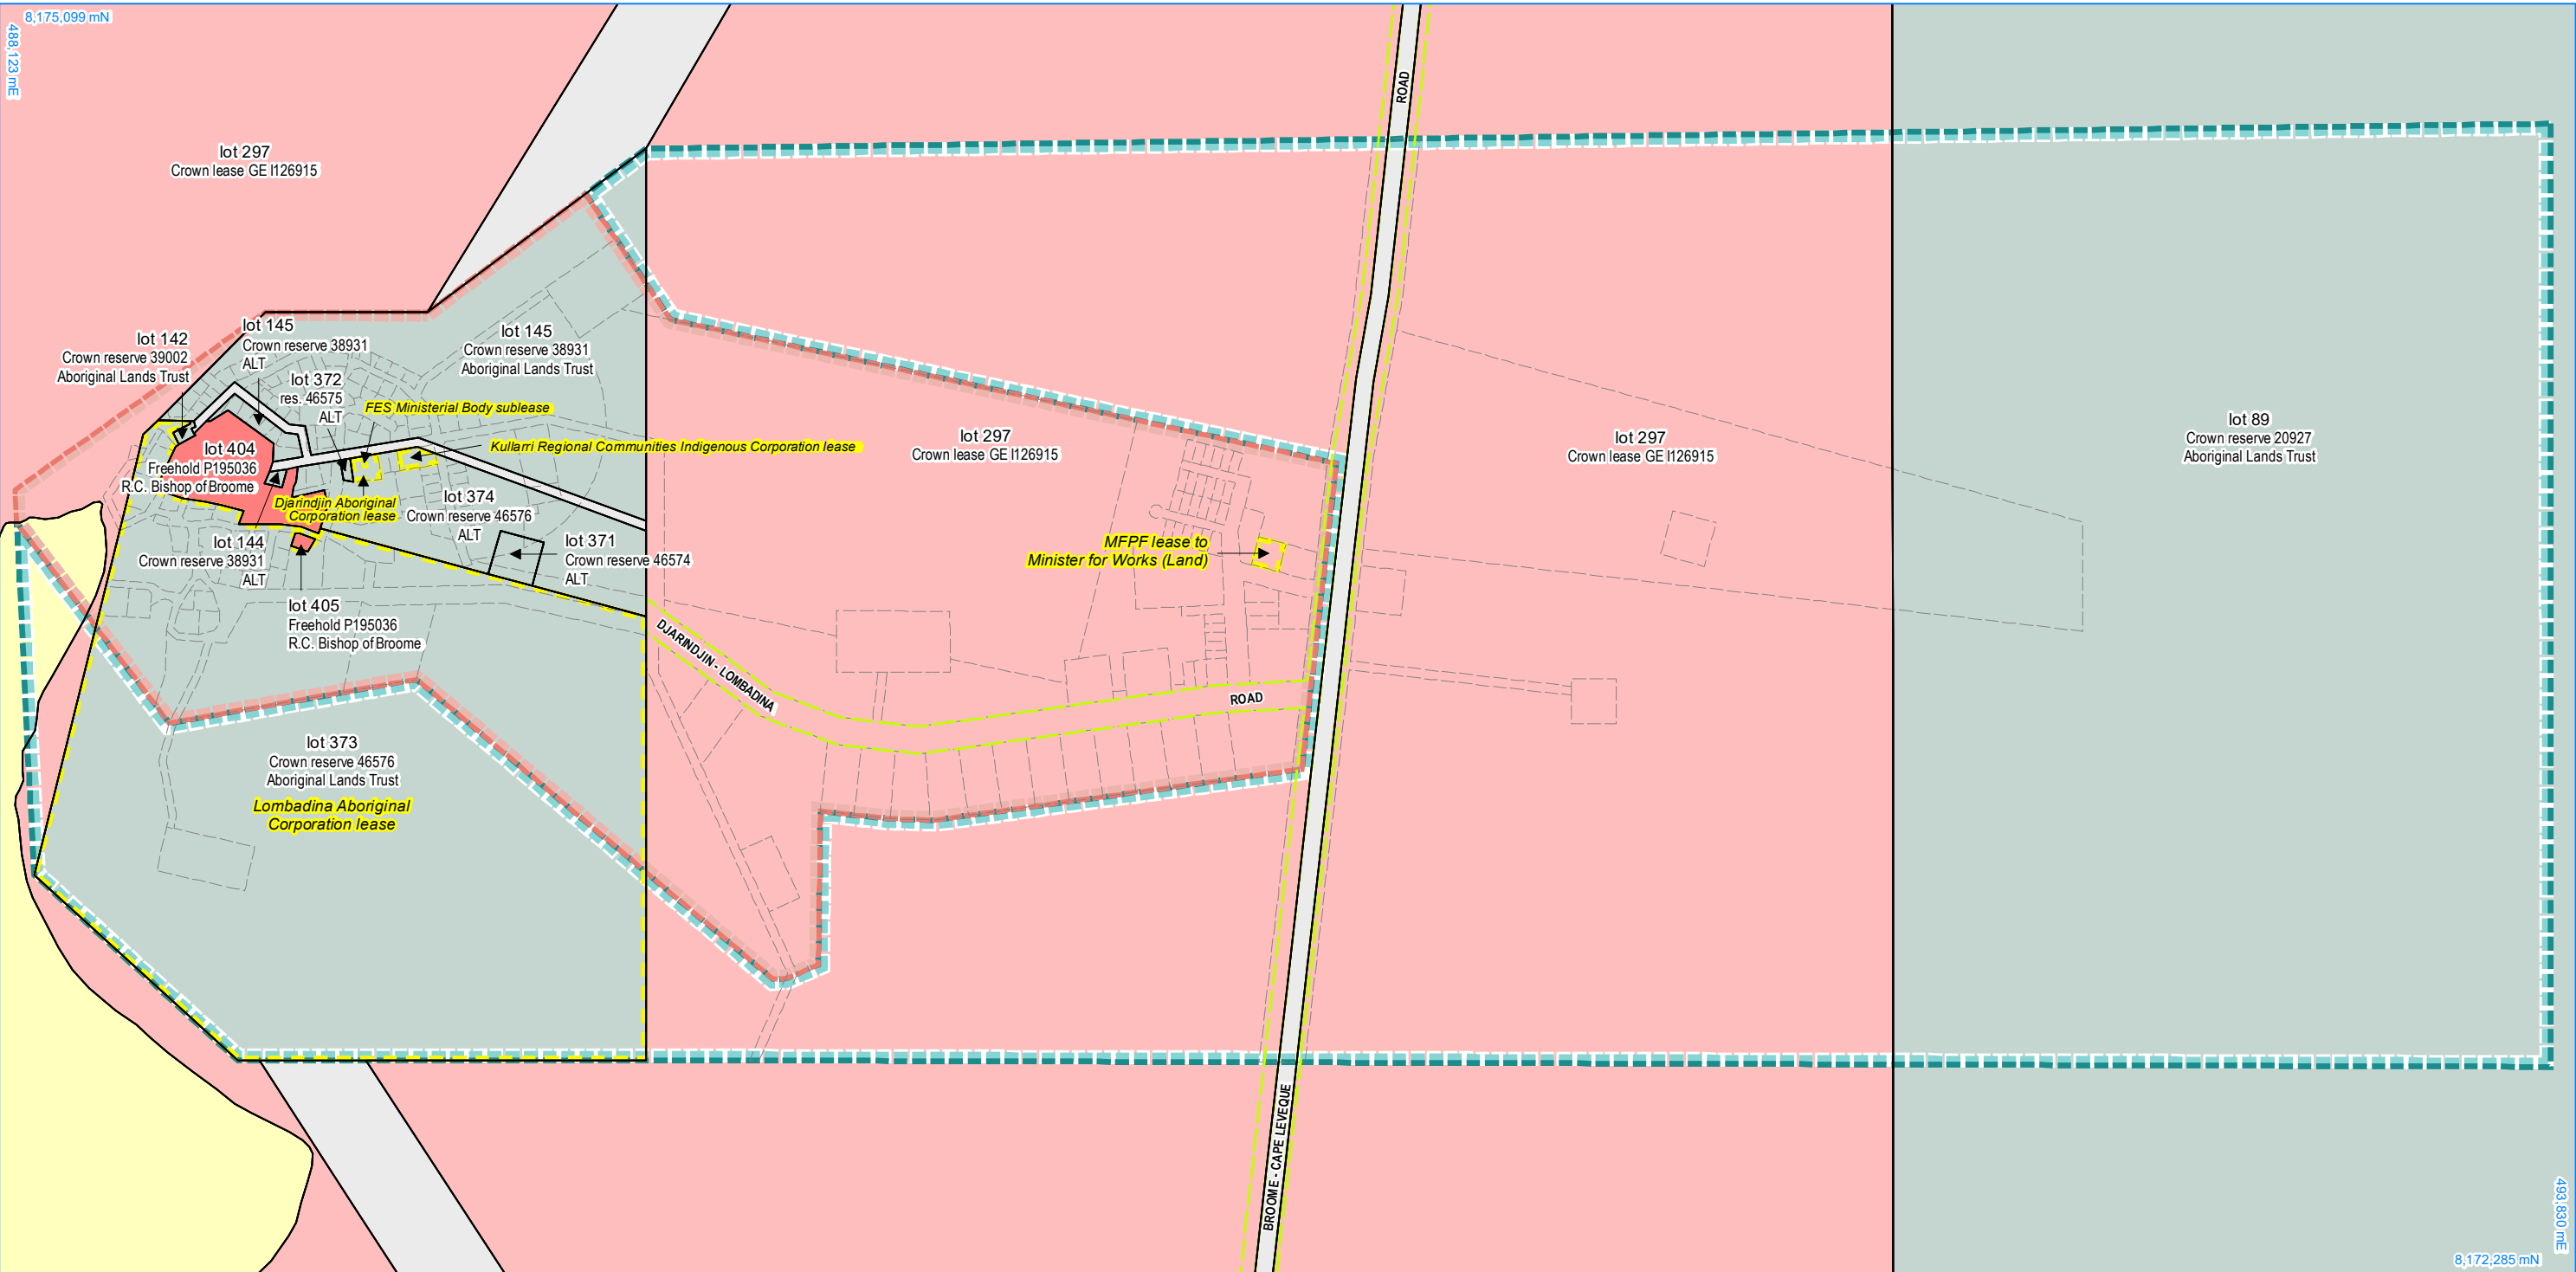 8,175,099 mN
488,123 mE
ROAD
lot 297
Crown lease GE I126915
lot 142
Crown reserve 39002
Aboriginal Lands Trust
lot 145
Crown reserve 38931
ALT
lot 145
Crown reserve 38931
Aboriginal Lands Trust
lot 372
res. 46575
ALT
FES Ministerial Body sublease
Kullarri Regional Communities Indigenous Corporation lease
lot 404
Freehold P195036
R.C. Bishop of Broome
Djarindjin Aboriginal
Corporation lease
lot 374
Crown reserve 46576
ALT
lot 144
Crown reserve 38931
ALT
lot 371
Crown reserve 46574
ALT
lot 405
Freehold P195036
R.C. Bishop of Broome
lot 297
Crown lease GE I126915
lot 297
Crown lease GE I126915
lot 89
Crown reserve 20927
Aboriginal Lands Trust
MFPF lease to
Minister for Works (Land)
DJARINDJIN - LOMBADINA
ROAD
lot 373
Crown reserve 46576
Aboriginal Lands Trust
Lombadina Aboriginal
Corporation lease
BROOME - CAPE LEVEQUE
493,830 mE
8,172,285 mN